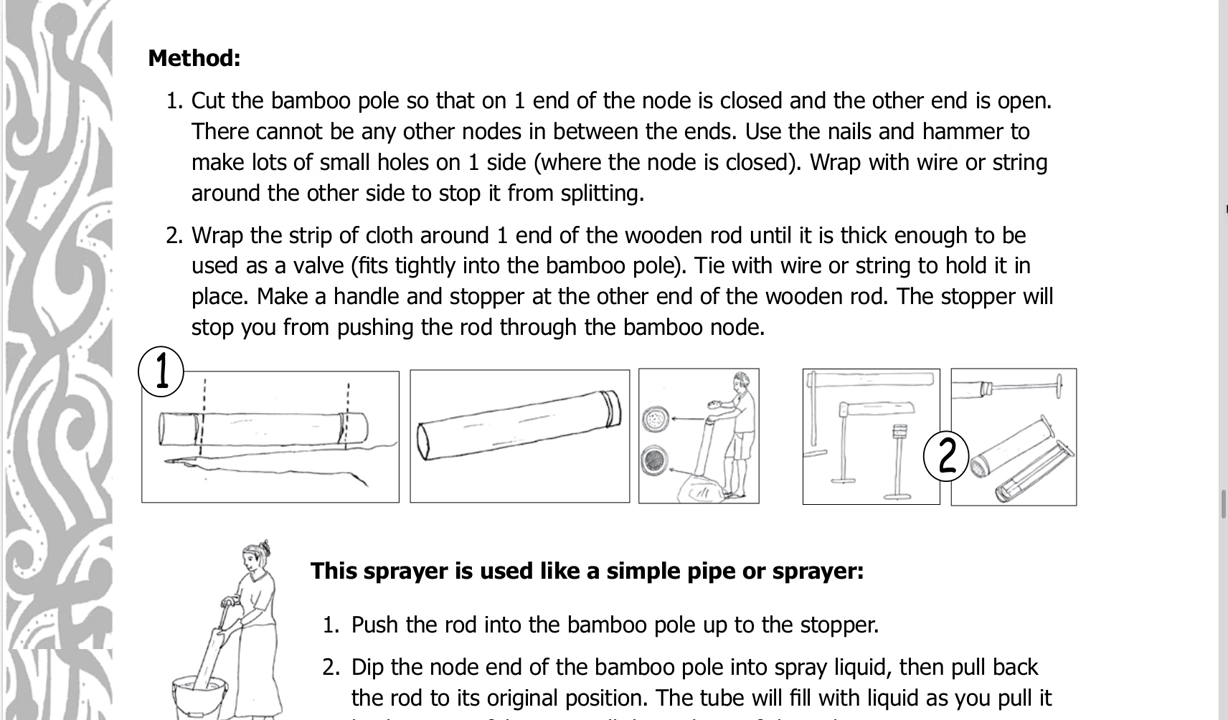 Method:
1. Cut the bamboo pole so that on 1 end of the node is closed and the other end is open.
There cannot be any other nodes in between the ends. Use the nails and hammer to
make lots of small holes on 1 side (where the node is closed). Wrap with wire or string
around the other side to stop it from splitting.
2. Wrap the strip of cloth around 1 end of the wooden rod until it is thick enough to be
used as a valve (fits tightly into the bamboo pole). Tie with wire or string to hold it in
place. Make a handle and stopper at the other end of the wooden rod. The stopper will
stop you from pushing the rod through the bamboo node.
1
2
This sprayer is used like a simple pipe or sprayer:
1. Push the rod into the bamboo pole up to the stopper.
2. Dip the node end of the bamboo pole into spray liquid, then pull back
the rod to its original position. The tube will fill with liquid as you pull it